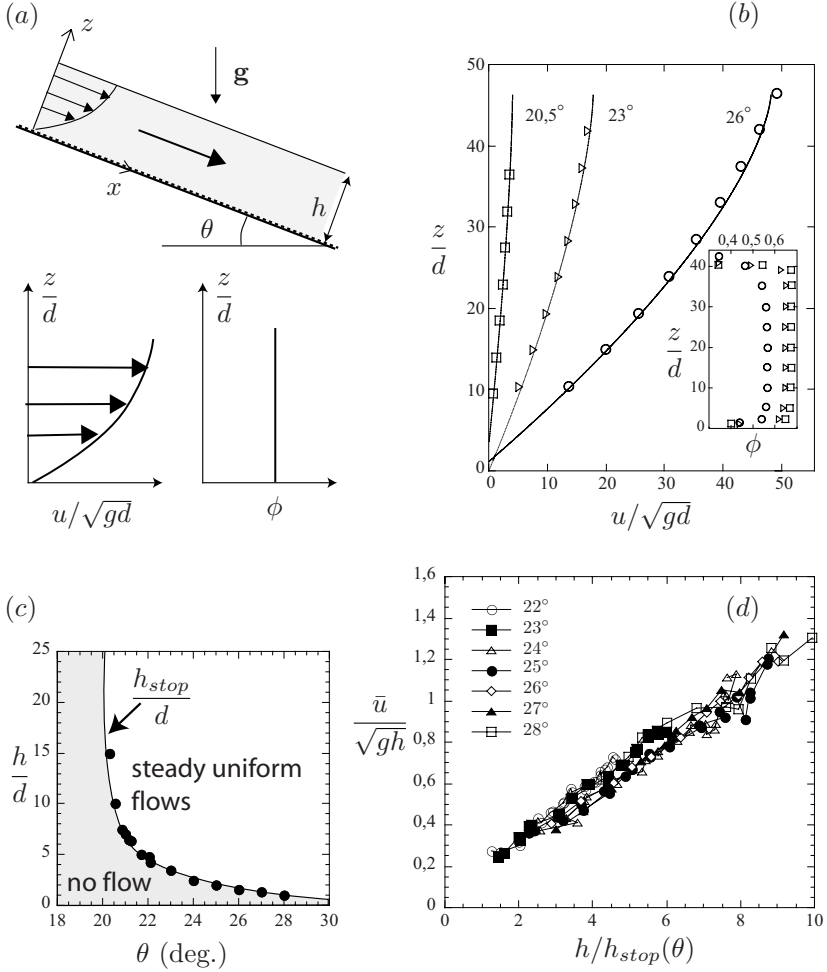 (a)
z
g
x
θ
h
z/d
u/√gd
z/d
ϕ
(b)
z/d
50
40
30
20
10
0
20,5°
23°
26°
0
10
20
30
40
50
u/√gd
0,4 0,5 0,6
z/d
40
30
20
10
0
ϕ
(c)
h/d
25
20
15
10
5
0
h_stop/d
steady uniform
flows
no flow
18 20 22 24 26 28 30
θ (deg.)
(d)
ū/√gh
1,6
1,4
1,2
1
0,8
0,6
0,4
0,2
0
22°
23°
24°
25°
26°
27°
28°
0 2 4 6 8 10
h/h_stop(θ)